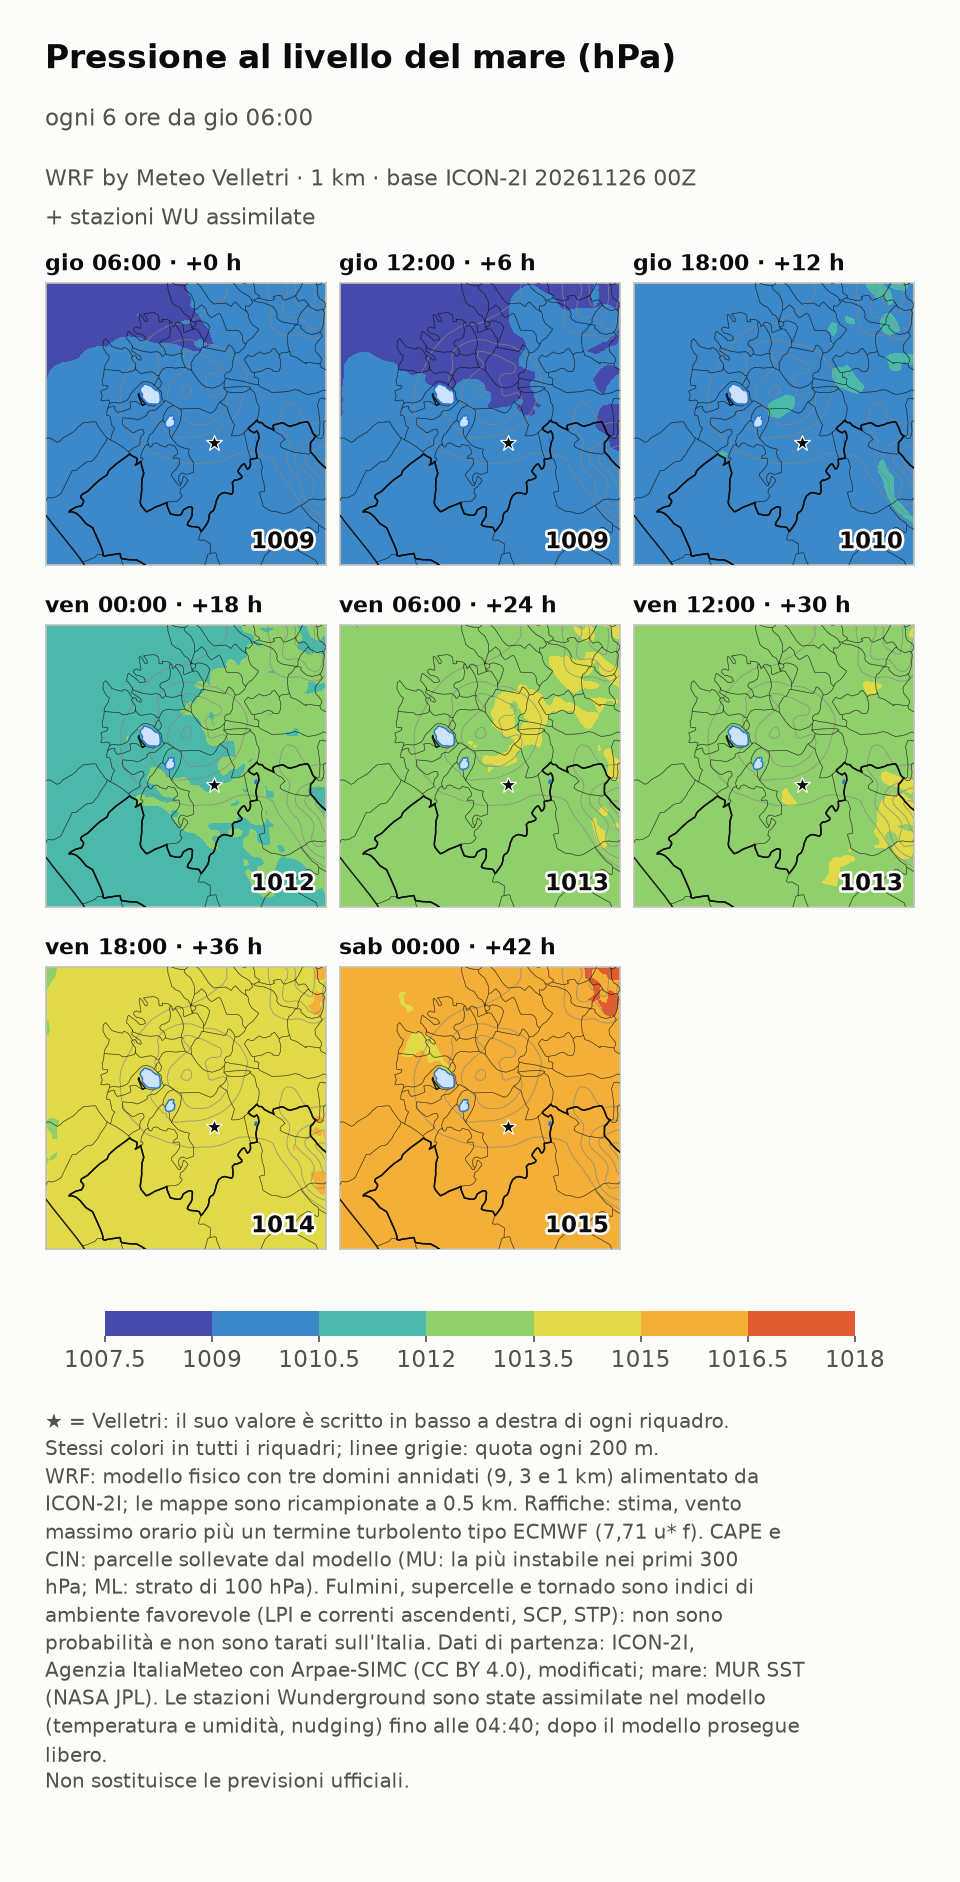 Pressione al livello del mare (hPa)
ogni 6 ore da gio 06:00
WRF by Meteo Velletri · 1 km · base ICON-2I 20261126 00Z
+ stazioni WU assimilate
gio 06:00 · +0 h
gio 12:00 · +6 h
gio 18:00 · +12 h
1009
1009
1010
ven 00:00 · +18 h
ven 06:00 · +24 h
ven 12:00 · +30 h
1012
1013
1013
ven 18:00 · +36 h
sab 00:00 · +42 h
1014
1015
1007.5 1009 1010.5 1012 1013.5 1015 1016.5 1018
★ = Velletri: il suo valore è scritto in basso a destra di ogni riquadro.
Stessi colori in tutti i riquadri; linee grigie: quota ogni 200 m.
WRF: modello fisico con tre domini annidati (9, 3 e 1 km) alimentato da
ICON-2I; le mappe sono ricampionate a 0.5 km. Raffiche: stima, vento
massimo orario più un termine turbolento tipo ECMWF (7,71 u* f). CAPE e
CIN: parcelle sollevate dal modello (MU: la più instabile nei primi 300
hPa; ML: strato di 100 hPa). Fulmini, supercelle e tornado sono indici di
ambiente favorevole (LPI e correnti ascendenti, SCP, STP): non sono
probabilità e non sono tarati sull'Italia. Dati di partenza: ICON-2I,
Agenzia ItaliaMeteo con Arpae-SIMC (CC BY 4.0), modificati; mare: MUR SST
(NASA JPL). Le stazioni Wunderground sono state assimilate nel modello
(temperatura e umidità, nudging) fino alle 04:40; dopo il modello prosegue
libero.
Non sostituisce le previsioni ufficiali.